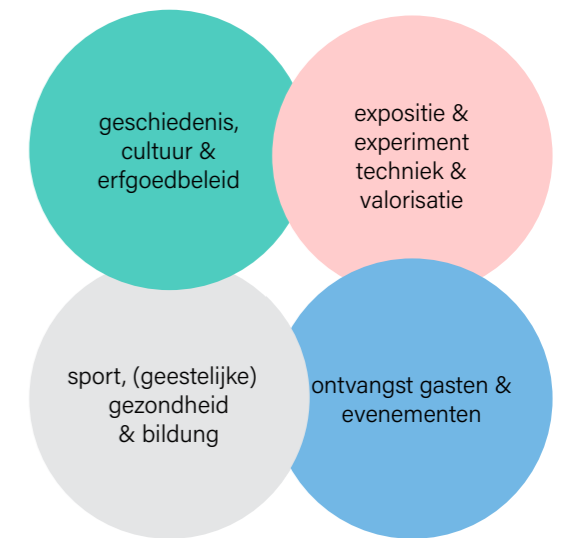 geschiedenis,
cultuur &
erfgoedbeleid
expositie &
experiment
techniek &
valorisatie
sport, (geestelijke)
gezondheid
& bildung
ontvangst gasten &
evenementen